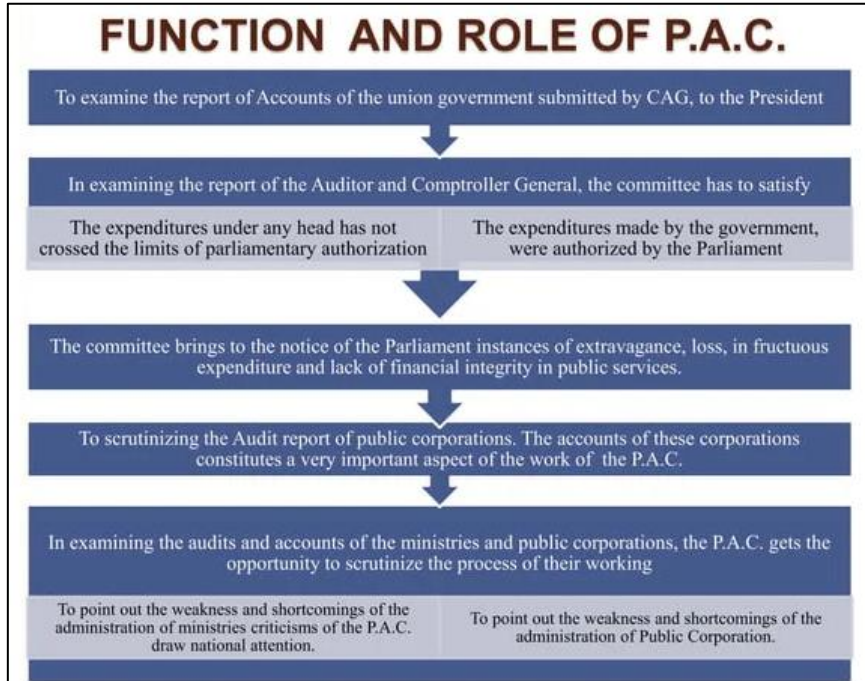 FUNCTION AND ROLE OF P.A.C.
To examine the report of Accounts of the union government submitted by CAG, to the President
In examining the report of the Auditor and Comptroller General, the committee has to satisfy
The expenditures under any head has not
crossed the limits of parliamentary authorization
The expenditures made by the government,
were authorized by the Parliament
The committee brings to the notice of the Parliament instances of extravagance, loss, in fructuous
expenditure and lack of financial integrity in public services.
To scrutinizing the Audit report of public corporations. The accounts of these corporations
constitutes a very important aspect of the work of the P.A.C.
In examining the audits and accounts of the ministries and public corporations, the P.A.C. gets the
opportunity to scrutinize the process of their working
To point out the weakness and shortcomings of the
administration of ministries criticisms of the P.A.C.
draw national attention.
To point out the weakness and shortcomings of the
administration of Public Corporation.